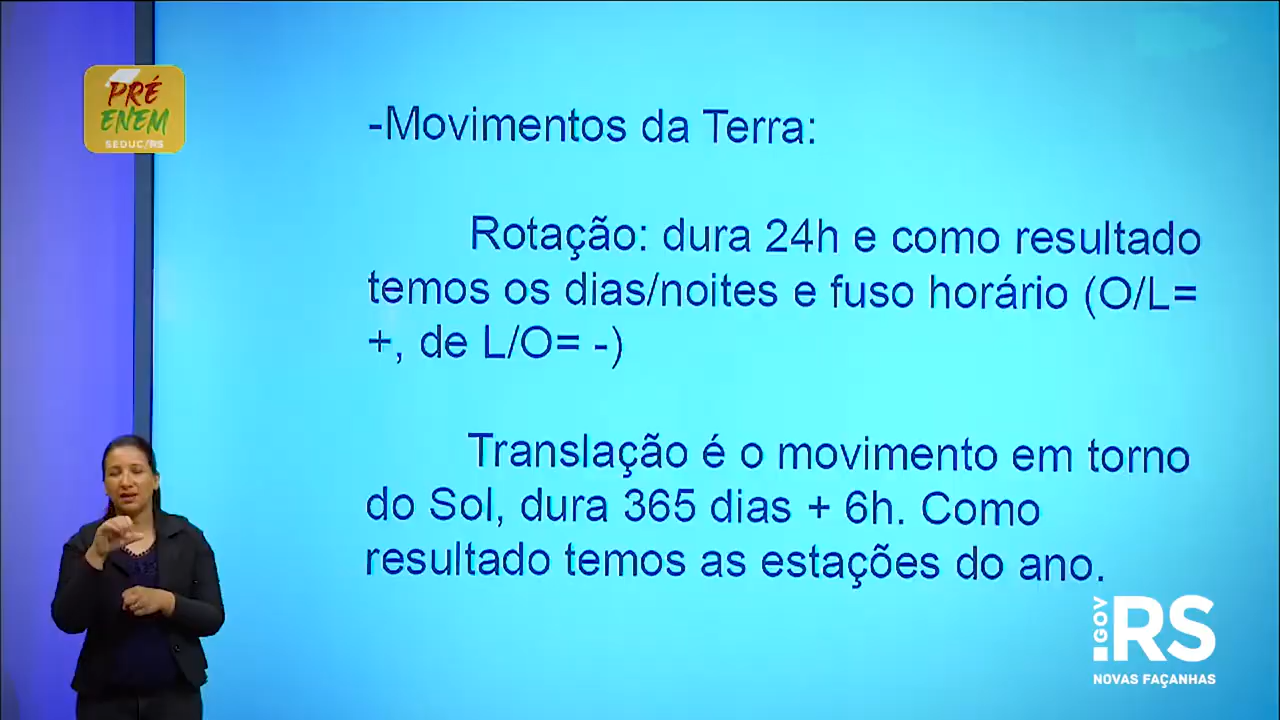 PRÉ
ENEM
SEDUC/RS
-Movimentos da Terra:
Rotação: dura 24h e como resultado
temos os dias/noites e fuso horário (O/L=
+, de L/O= -)
Translação é o movimento em torno
do Sol, dura 365 dias + 6h. Como
resultado temos as estações do ano.
.GOV
RS
NOVAS FAÇANHAS